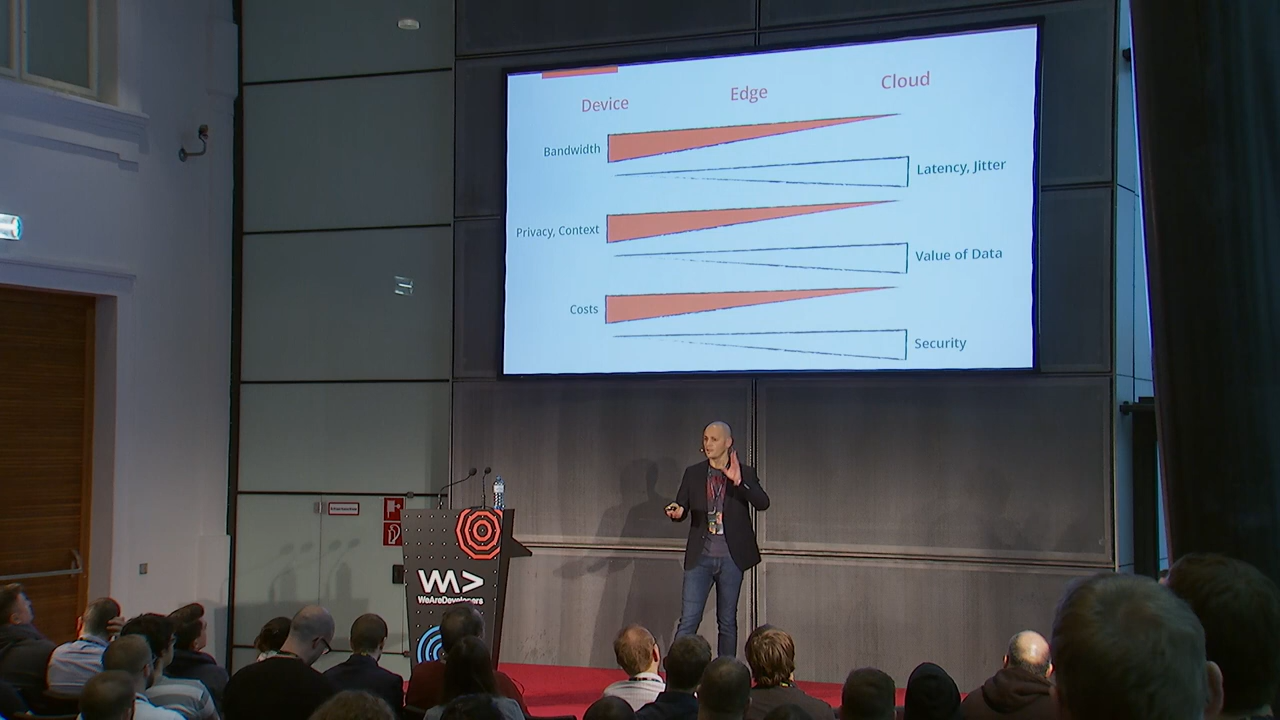 Device
Edge
Cloud
Bandwidth
Latency, Jitter
Privacy, Context
Value of Data
Costs
Security
WeAreDevelopers